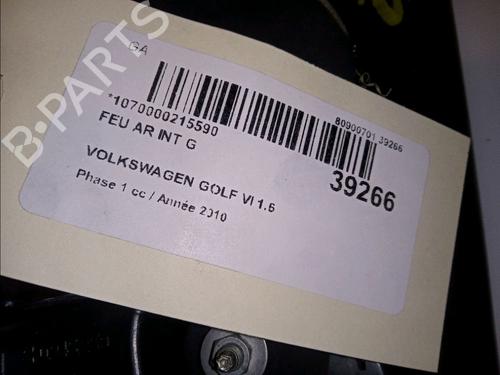 B-PARTS
GA
*1070000215590
FEU AR INT G
VOLKSWAGEN GOLF VI 1.6
Phase 1 cc / Année 2010
80900701 39266
39266